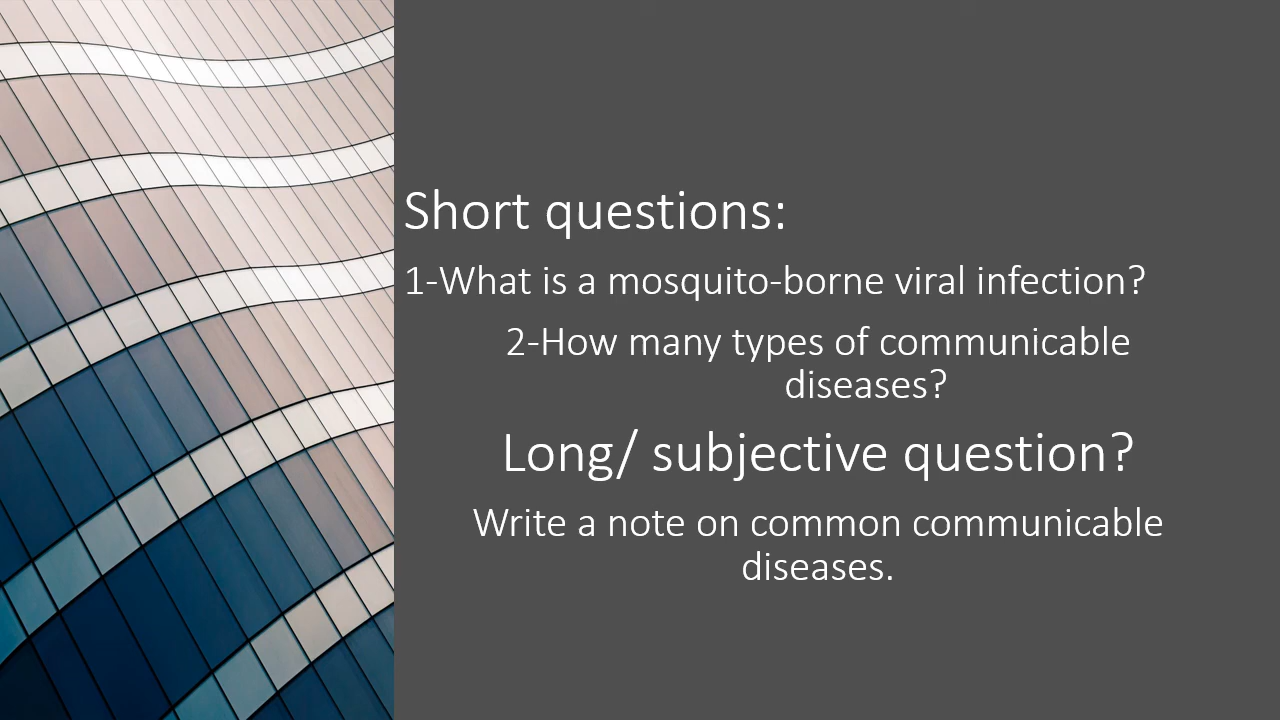 Short questions:
1-What is a mosquito-borne viral infection?
2-How many types of communicable
diseases?
Long/ subjective question?
Write a note on common communicable
diseases.